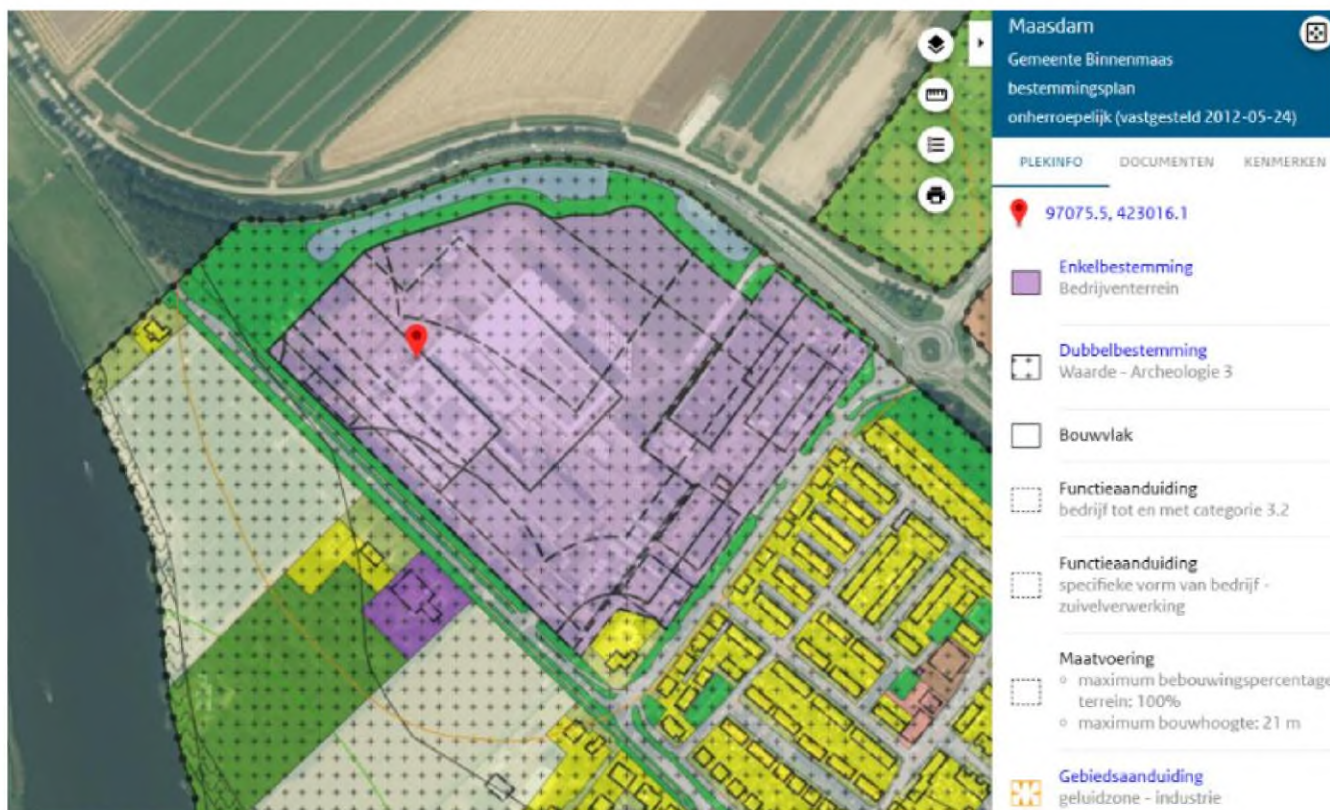 Maasdam
Gemeente Binnenmaas
bestemmingsplan
onherroepelijk (vastgesteld 2012-05-24)
PLEKINFO DOCUMENTEN KENMERKEN
97075.5, 423016.1
Enkelbestemming
Bedrijventerrein
Dubbelbestemming
Waarde - Archeologie 3
Bouwvlak
Functieaanduiding
bedrijf tot en met categorie 3.2
Functieaanduiding
specifieke vorm van bedrijf -
zuivelverwerking
Maatvoering
maximum bebouwingspercentage
terrein: 100%
maximum bouwhoogte: 21 m
Gebiedsaanduiding
geluidzone - industrie